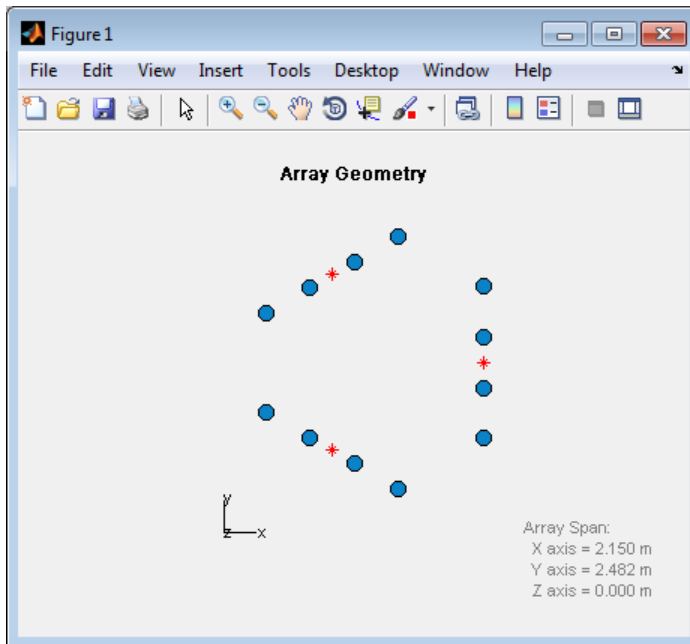 Figure 1
File Edit View Insert Tools Desktop Window Help
Array Geometry
y
z x
Array Span:
X axis = 2.150 m
Y axis = 2.482 m
Z axis = 0.000 m